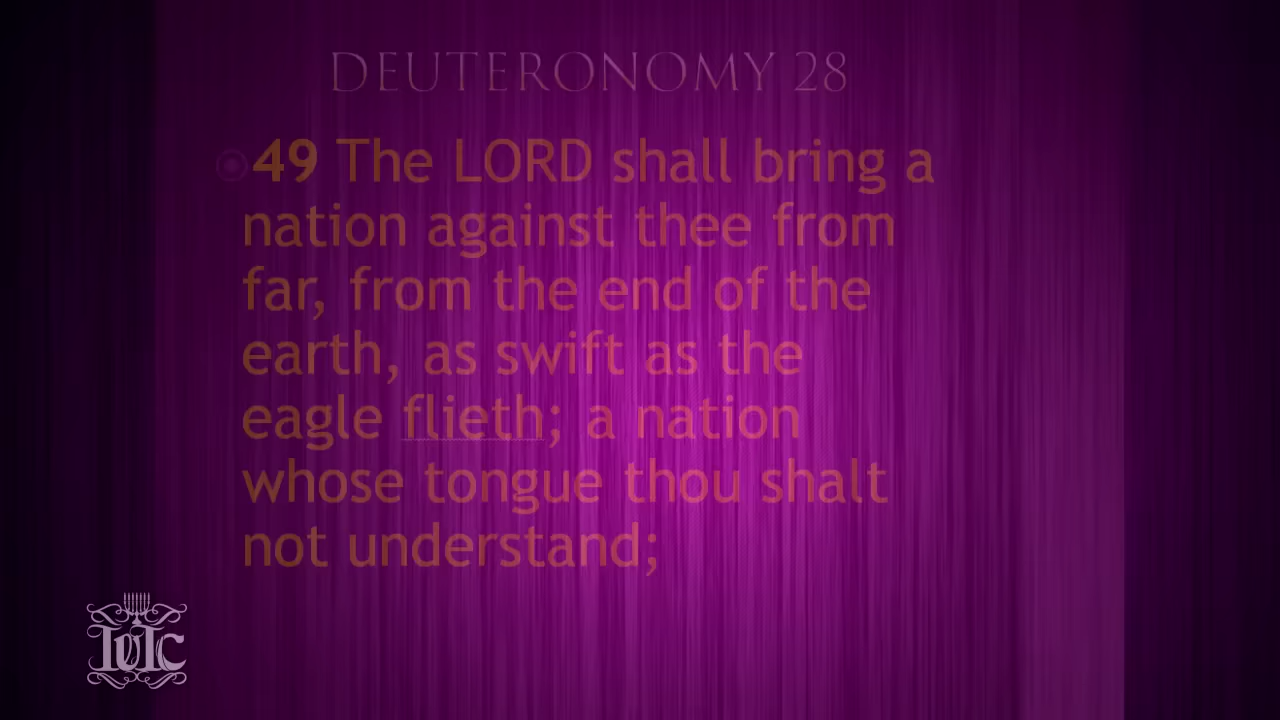 DEUTERONOMY 28
49 The LORD shall bring a
nation against thee from
far, from the end of the
earth, as swift as the
eagle flieth; a nation
whose tongue thou shalt
not understand;
IUIC